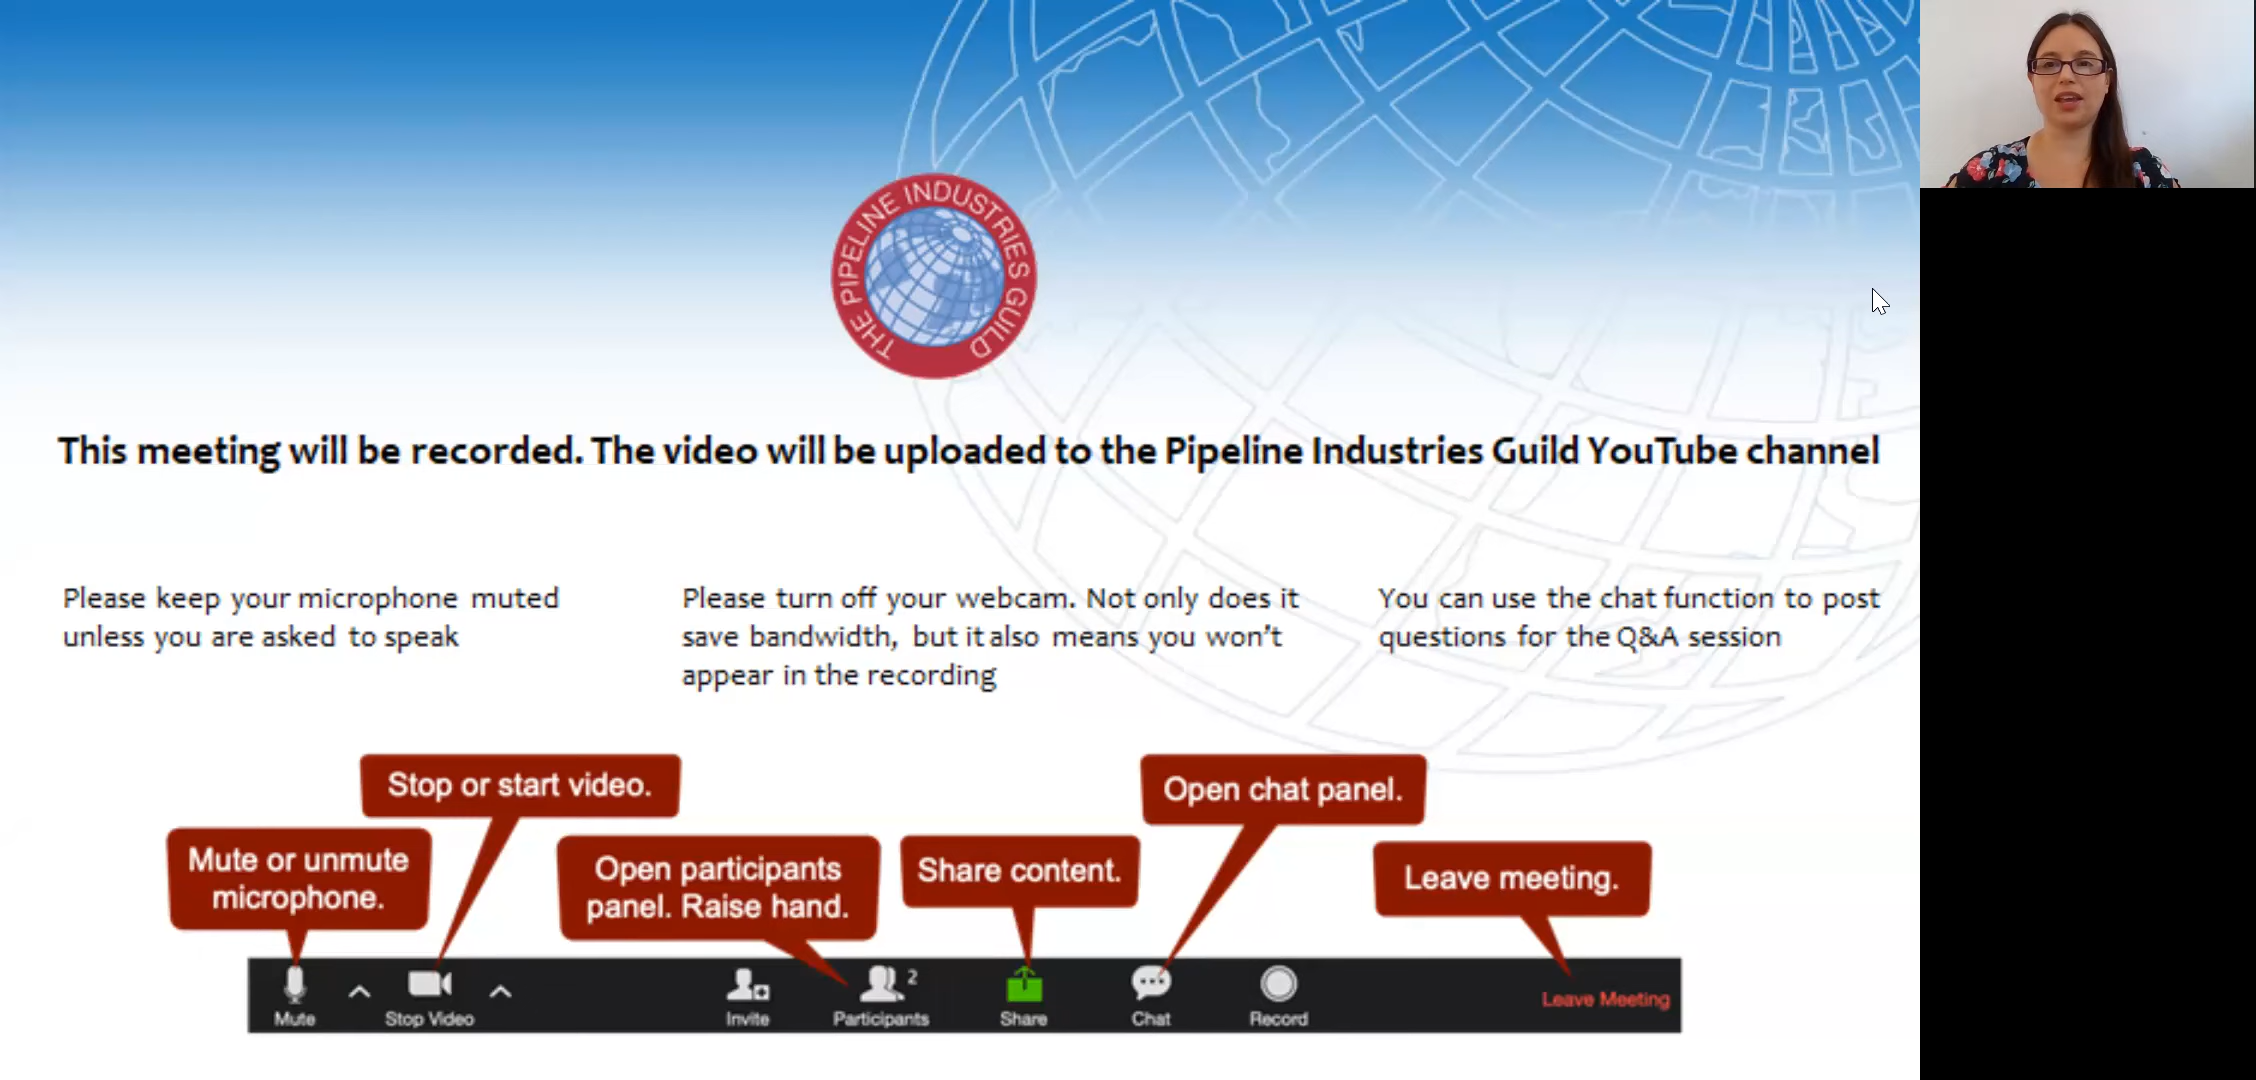 THE PIPELINE INDUSTRIES GUILD
This meeting will be recorded. The video will be uploaded to the Pipeline Industries Guild YouTube channel
Please keep your microphone muted
unless you are asked to speak
Please turn off your webcam. Not only does it
save bandwidth, but it also means you won't
appear in the recording
You can use the chat function to post
questions for the Q&A session
Stop or start video.
Open chat panel.
Mute or unmute
microphone.
Open participants
panel. Raise hand.
Share content.
Leave meeting.
2
Mute
Stop Video
Invite
Participants
Share
Chat
Record
Leave Meeting